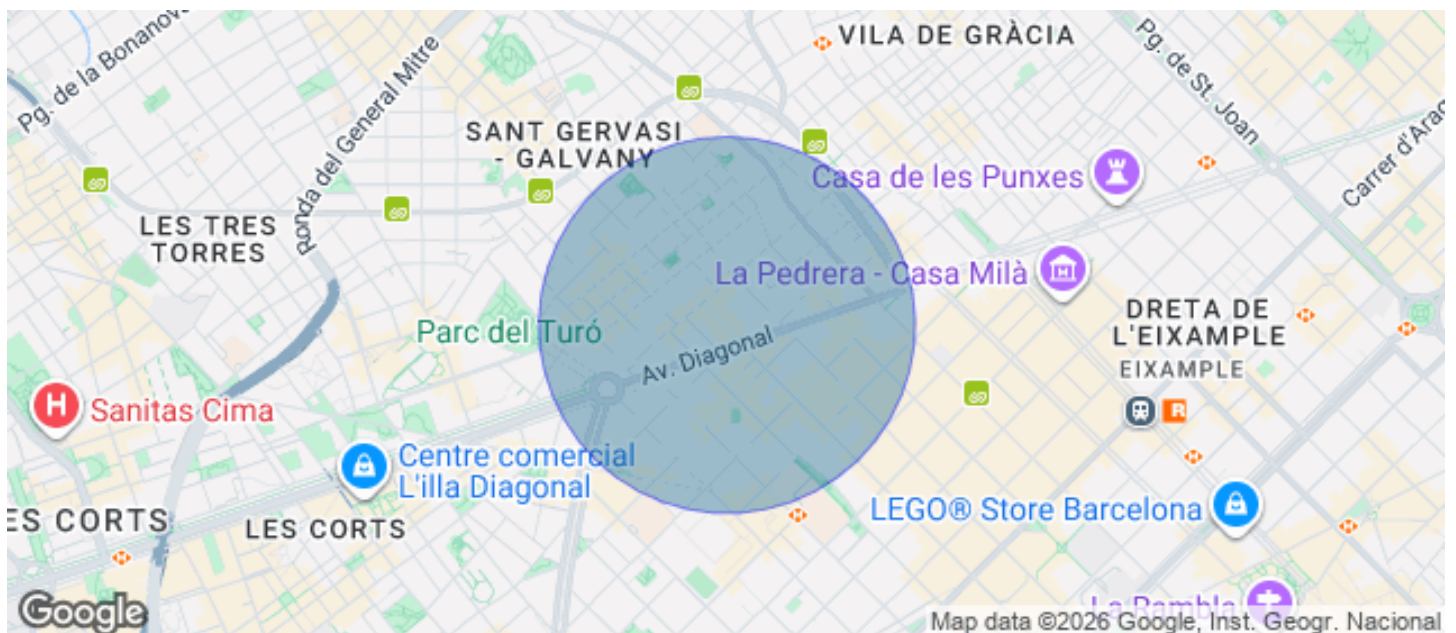 VILA DE GRÀCIA
Pg. de la Bonanova
Ronda del General Mitre
Pg. de St. Joan
SANT GERVASI
- GALVANY
Carrer d'Arag
Casa de les Punxes
LES TRES
TORRES
La Pedrera - Casa Milà
DRETA DE
L'EIXAMPLE
EIXAMPLE
Parc del Turó
Av. Diagonal
H
Sanitas Cima
R
Centre comercial
L'illa Diagonal
LEGO® Store Barcelona
ES CORTS
LES CORTS
La Rambla
Google
Map data ©2026 Google, Inst. Geogr. Nacional